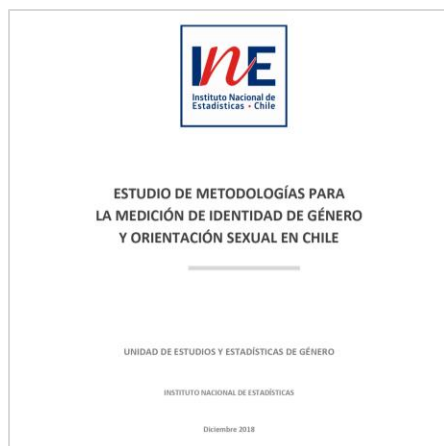 INE
Instituto Nacional de
Estadísticas • Chile
ESTUDIO DE METODOLOGÍAS PARA
LA MEDICIÓN DE IDENTIDAD DE GÉNERO
Y ORIENTACIÓN SEXUAL EN CHILE
UNIDAD DE ESTUDIOS Y ESTADÍSTICAS DE GÉNERO
INSTITUTO NACIONAL DE ESTADÍSTICAS
Diciembre 2018